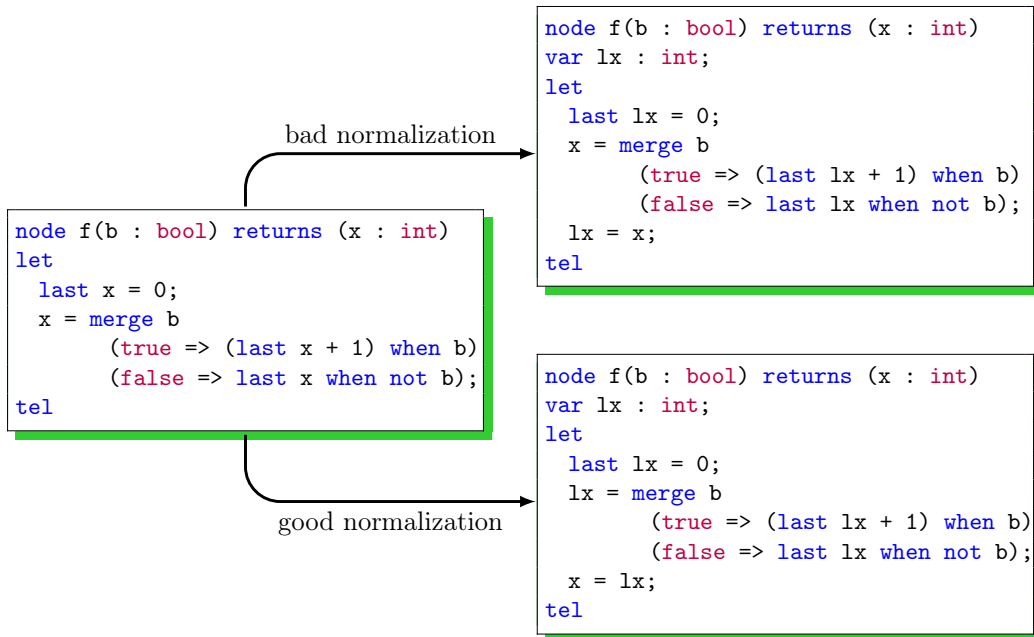 node f(b : bool) returns (x : int)
var lx : int;
let
  last lx = 0;
  x = merge b
        (true => (last lx + 1) when b)
        (false => last lx when not b);
  lx = x;
tel
bad normalization
node f(b : bool) returns (x : int)
let
  last x = 0;
  x = merge b
        (true => (last x + 1) when b)
        (false => last x when not b);
tel
good normalization
node f(b : bool) returns (x : int)
var lx : int;
let
  last lx = 0;
  lx = merge b
         (true => (last lx + 1) when b)
         (false => last lx when not b);
  x = lx;
tel